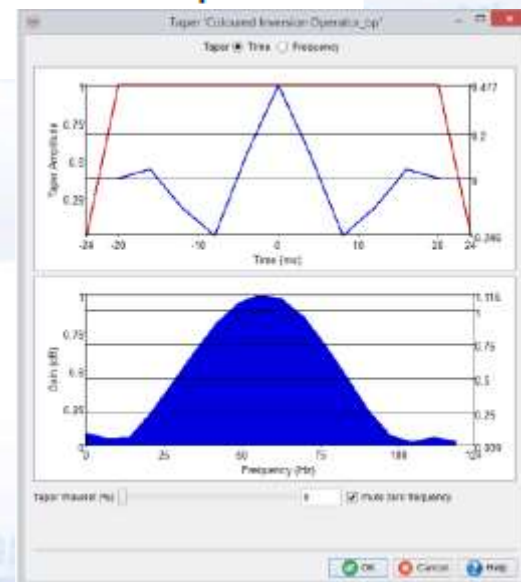 Taper 'Coloured Inversion Operator_op'
Taper Time Frequency
1
0.75
0.5
0.25
Taper Amplitude
0.477
0.2
0
-24 -20 -10 0 10 20 24
Time (ms)
1
0.75
0.5
0.25
0
Gain (dB)
1.116
1
0.75
0.5
0.25
0 25 50 75 100
Frequency (Hz)
Taper Wavelet (%)
Mute zero frequency
OK Cancel Help